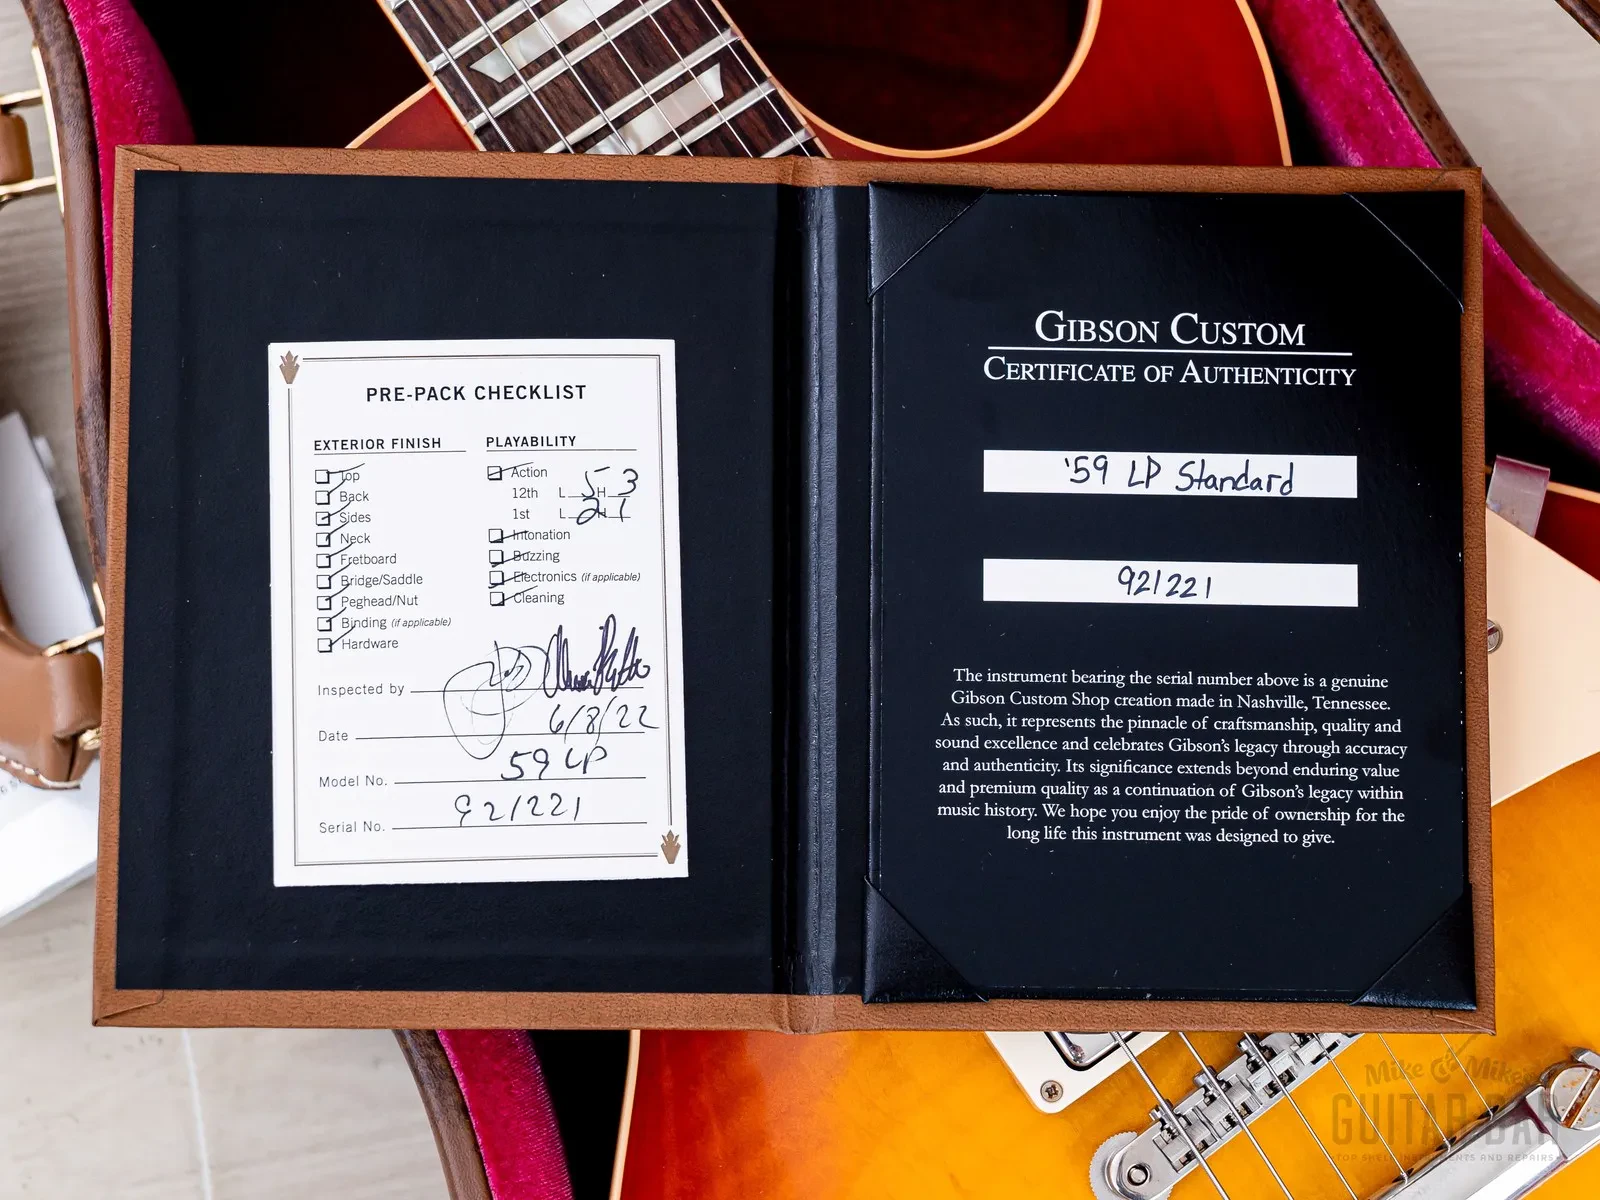 PRE-PACK CHECKLIST
EXTERIOR FINISH
Top
Back
Sides
Neck
Fretboard
Bridge/Saddle
Peghead/Nut
Binding (if applicable)
Hardware
PLAYABILITY
Action
12th L 5 H 3
1st L 2 H 1
Intonation
Buzzing
Electronics (if applicable)
Cleaning
Inspected by
Date 6/8/22
Model No. 59 LP
Serial No. 921221
GIBSON CUSTOM
CERTIFICATE OF AUTHENTICITY
'59 LP Standard
921221
The instrument bearing the serial number above is a genuine
Gibson Custom Shop creation made in Nashville, Tennessee.
As such, it represents the pinnacle of craftsmanship, quality and
sound excellence and celebrates Gibson's legacy through accuracy
and authenticity. Its significance extends beyond enduring value
and premium quality as a continuation of Gibson's legacy within
music history. We hope you enjoy the pride of ownership for the
long life this instrument was designed to give.
Mike & Mike's
GUITAR BAR
TOP SHELF INSTRUMENTS AND REPAIRS